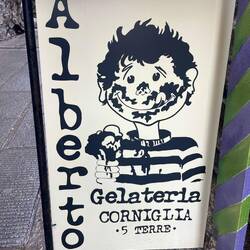 Alberto
Gelateria
CORNIGLIA
• 5 TERRE •